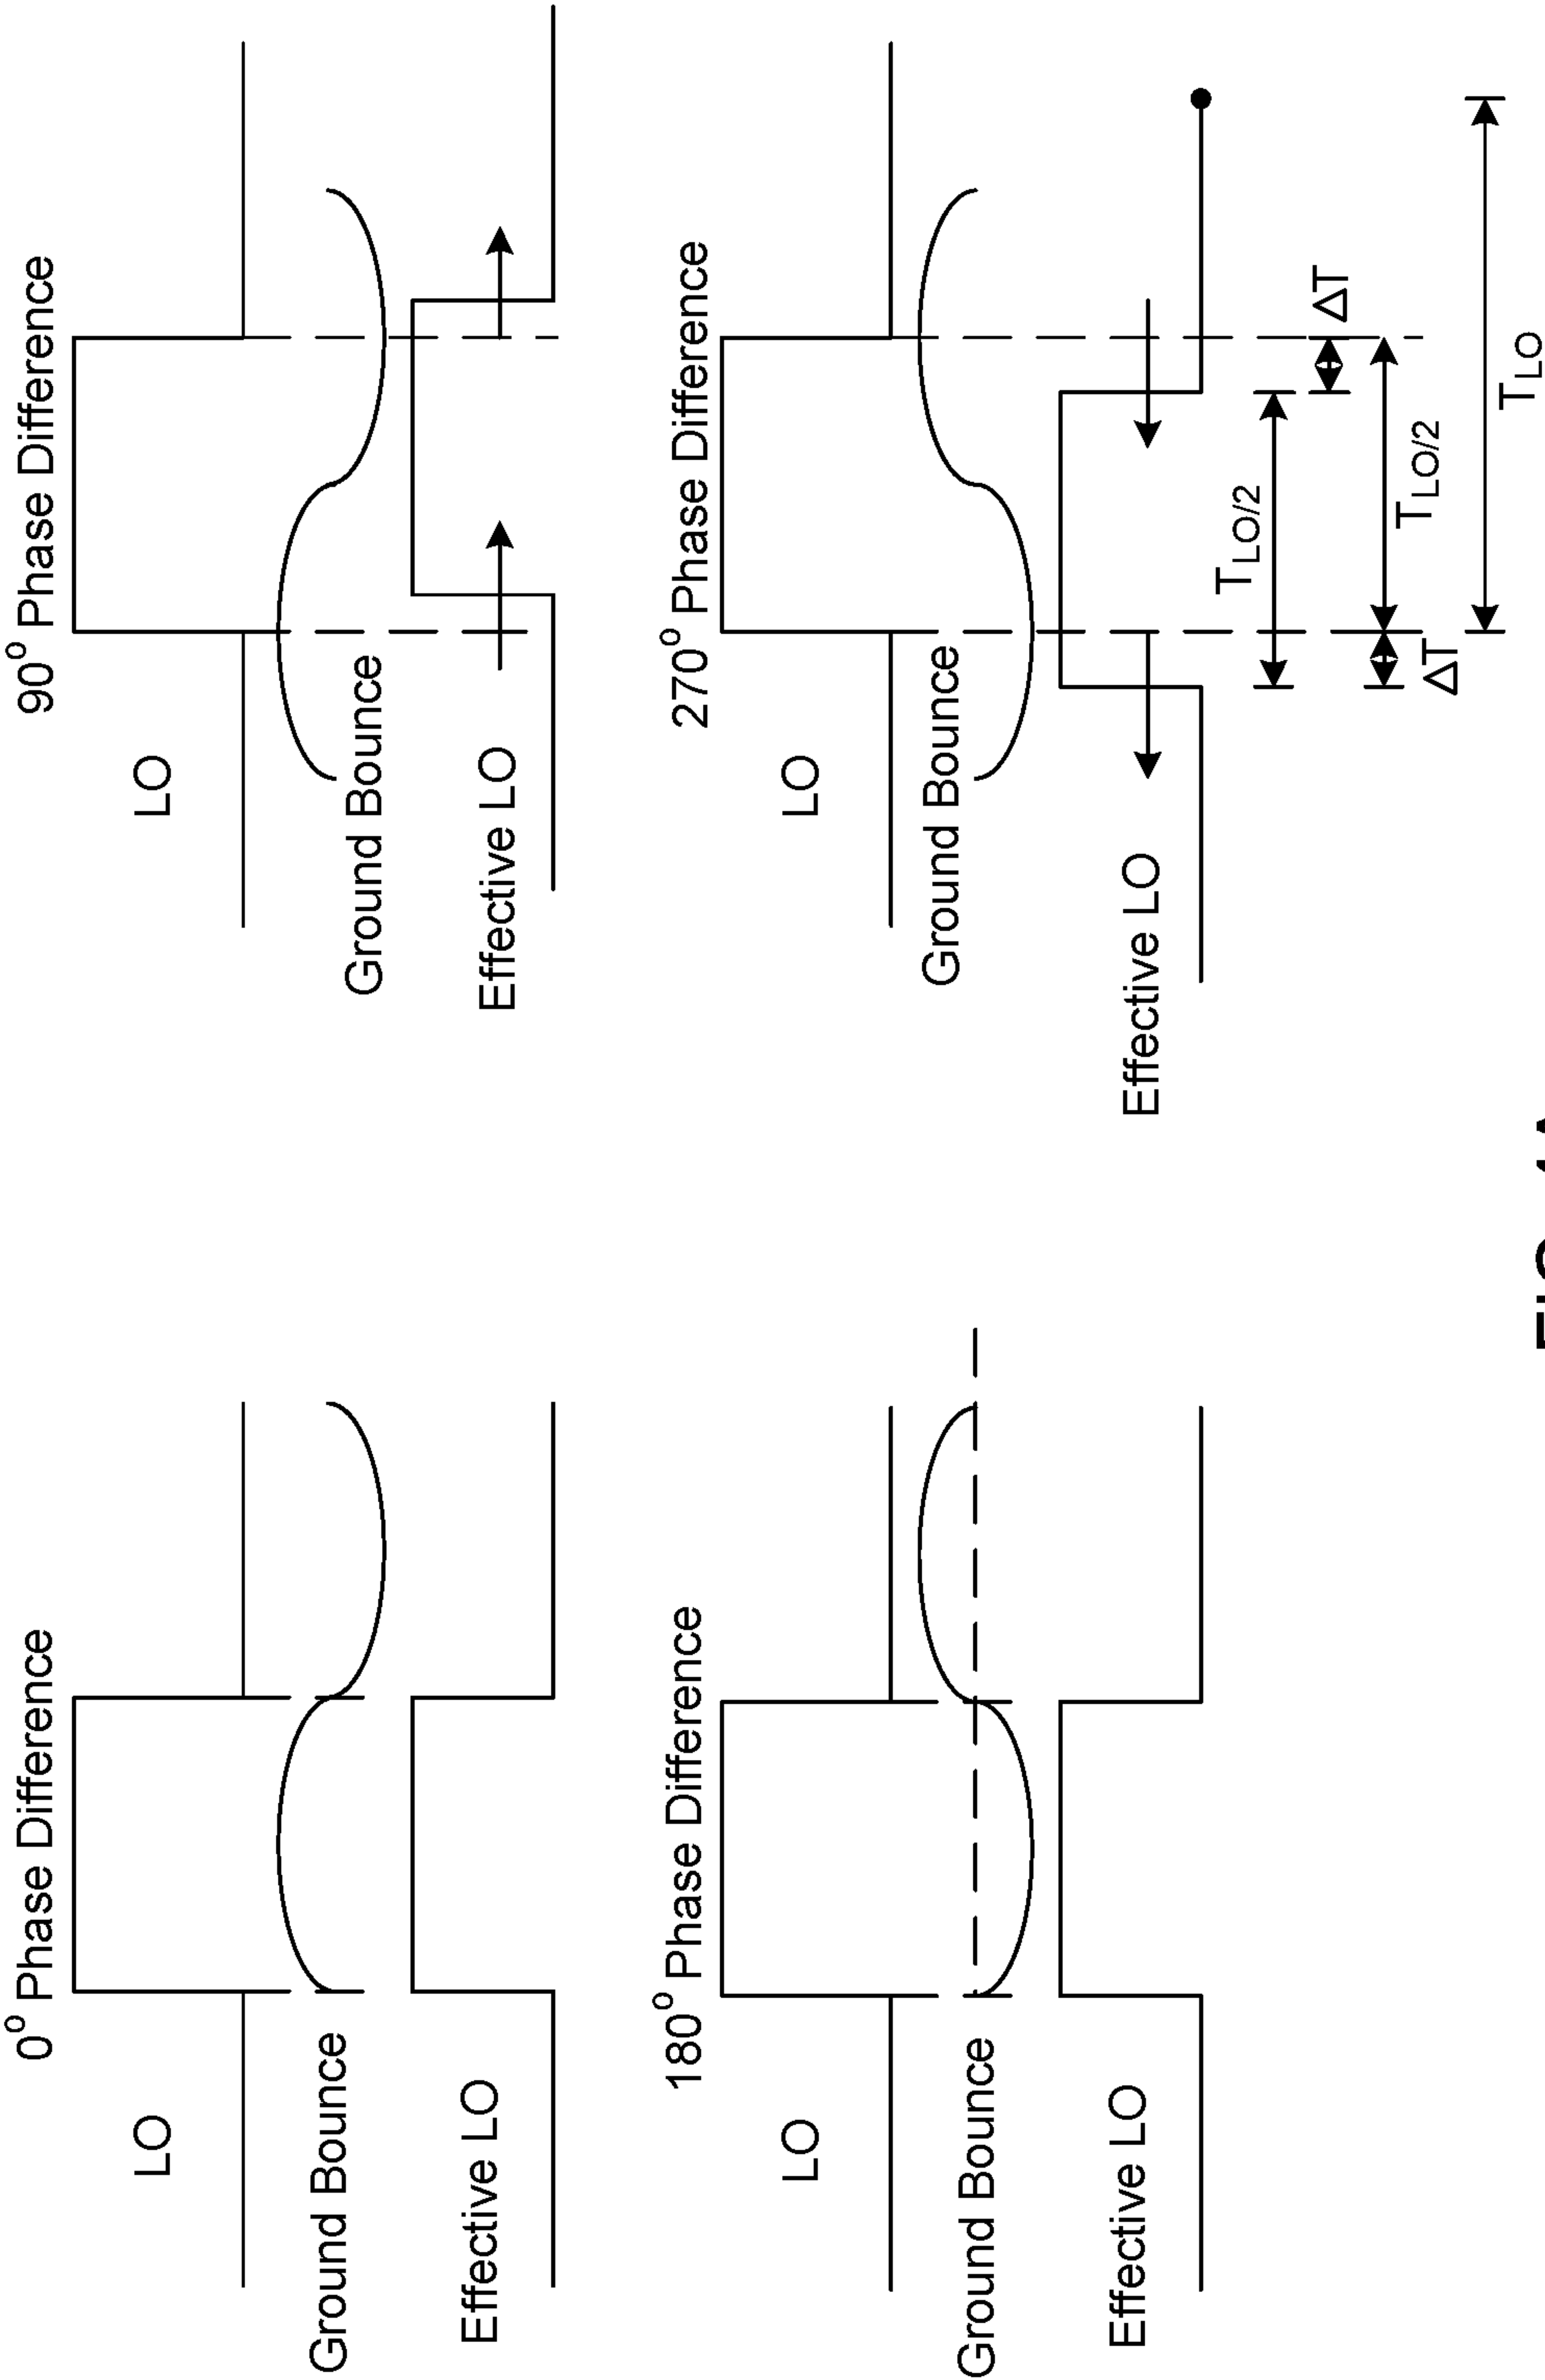 0° Phase Difference
LO
Ground Bounce
Effective LO
90° Phase Difference
LO
Ground Bounce
Effective LO
180° Phase Difference
LO
Ground Bounce
Effective LO
270° Phase Difference
LO
Ground Bounce
Effective LO
T_LO/2
ΔT
ΔT
T_LO/2
T_LO